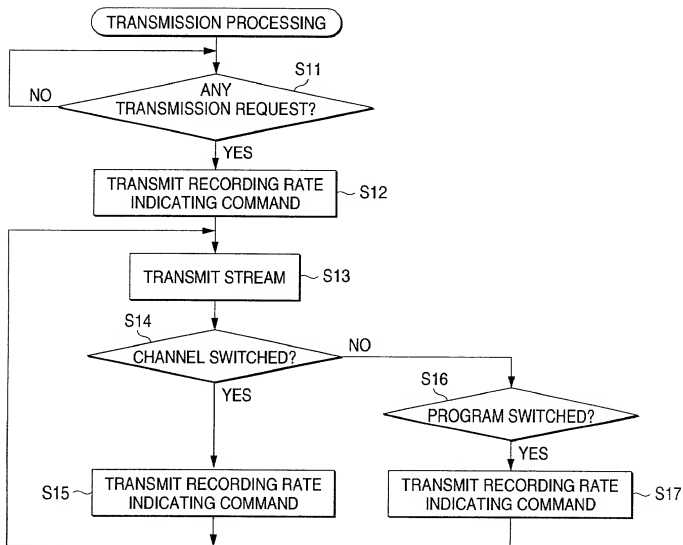 TRANSMISSION PROCESSING
S11
ANY
TRANSMISSION REQUEST?
NO
YES
TRANSMIT RECORDING RATE
INDICATING COMMAND
S12
TRANSMIT STREAM
S13
S14
CHANNEL SWITCHED?
NO
YES
S16
PROGRAM SWITCHED?
YES
S15
TRANSMIT RECORDING RATE
INDICATING COMMAND
TRANSMIT RECORDING RATE
INDICATING COMMAND
S17